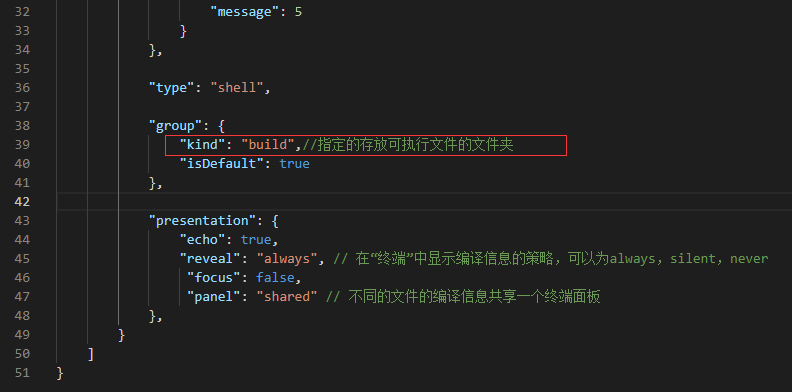 32 "message": 5
33 }
34 },
35
36 "type": "shell",
37
38 "group": {
39 "kind": "build",//指定的存放可执行文件的文件夹
40 "isDefault": true
41 },
42
43 "presentation": {
44 "echo": true,
45 "reveal": "always", // 在“终端”中显示编译信息的策略，可以为always，silent，never
46 "focus": false,
47 "panel": "shared" // 不同的文件的编译信息共享一个终端面板
48 },
49 }
50 ]
51 }